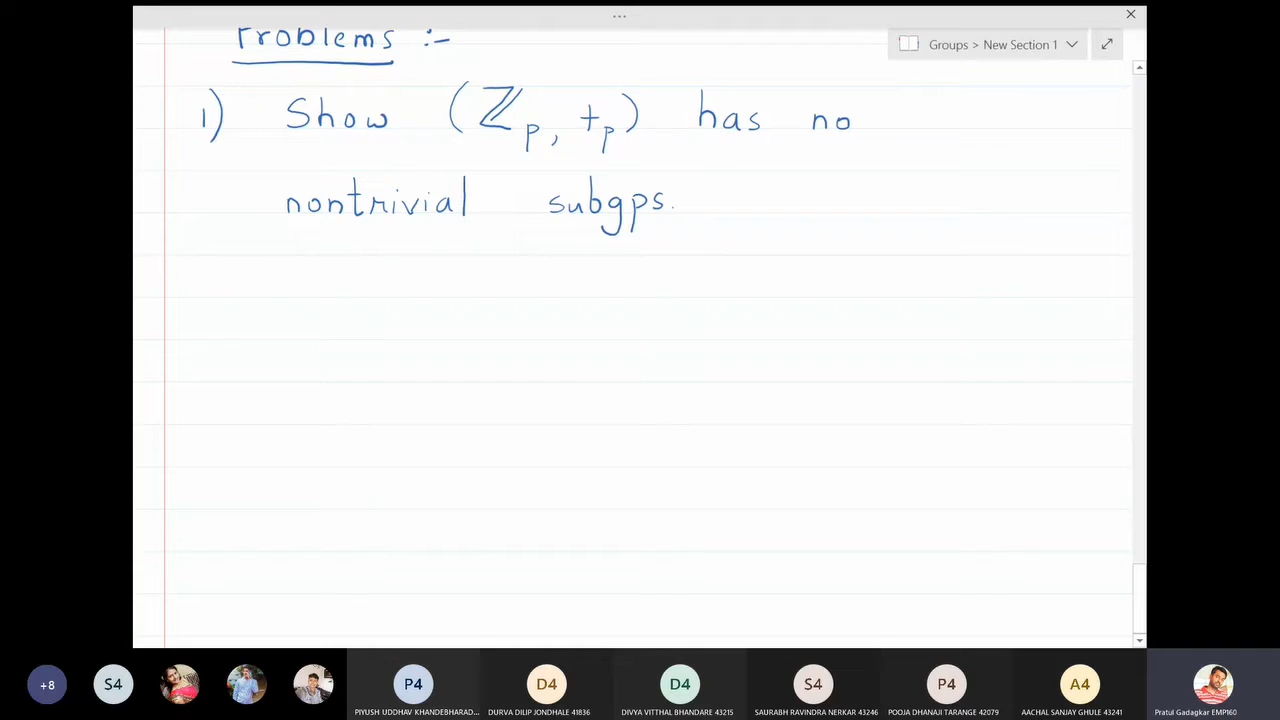 Groups > New Section 1
Problems :-
1) Show (ℤp, +p) has no
nontrivial subgps.
+8
S4
P4
D4
D4
S4
P4
A4
PIYUSH UDDHAV KHANDEBHARAD...
DURVA DILIP JONDHALE 41836
DIVYA VITTHAL BHANDARE 43215
SAURABH RAVINDRA NERKAR 43246
POOJA DHANAJI TARANGE 42079
AACHAL SANJAY GHULE 43241
Pratul Gadagkar EMP160